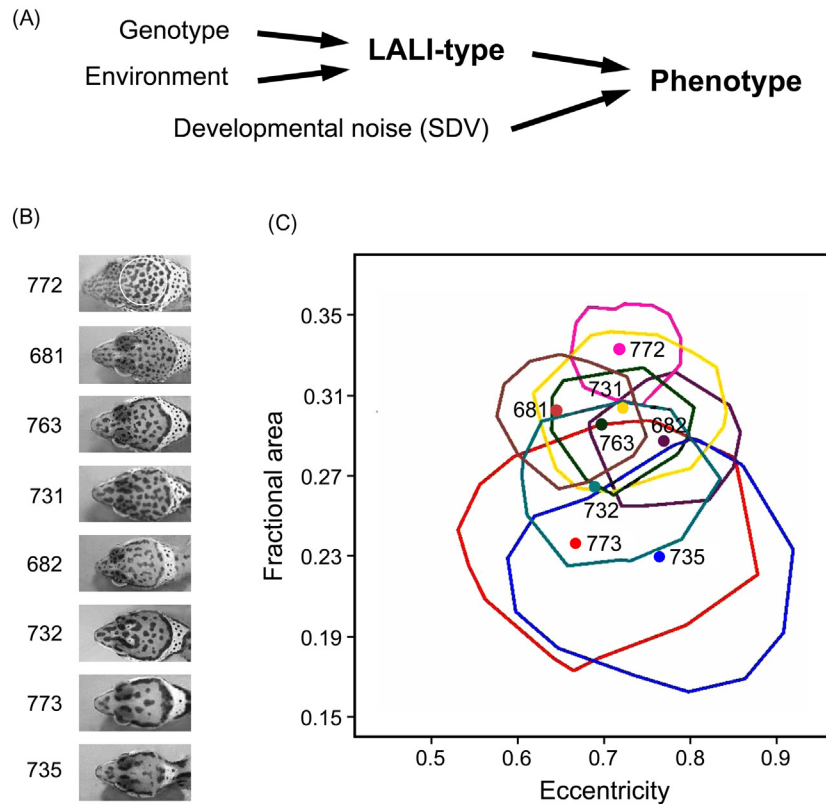 (A)
Genotype
Environment
LALI-type
Phenotype
Developmental noise (SDV)
(B)
772
681
763
731
682
732
773
735
(C)
Fractional area
0.35
0.31
0.27
0.23
0.19
0.15
772
731
681
682
763
732
773
735
0.5 0.6 0.7 0.8 0.9
Eccentricity